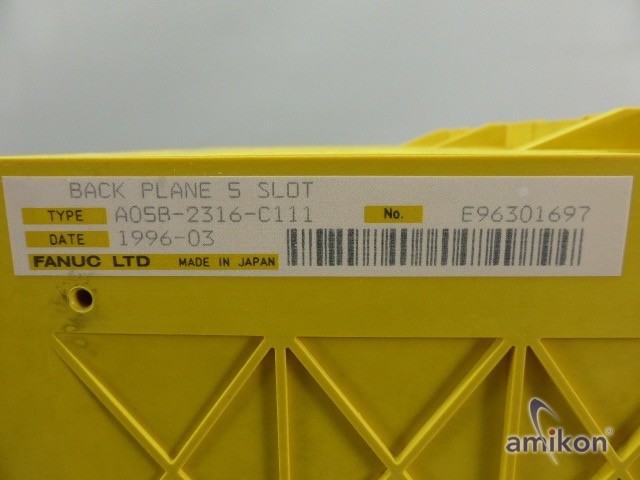 BACK PLANE 5 SLOT
TYPE A05B-2316-C111 No. E96301697
DATE 1996-03
FANUC LTD MADE IN JAPAN
amikon